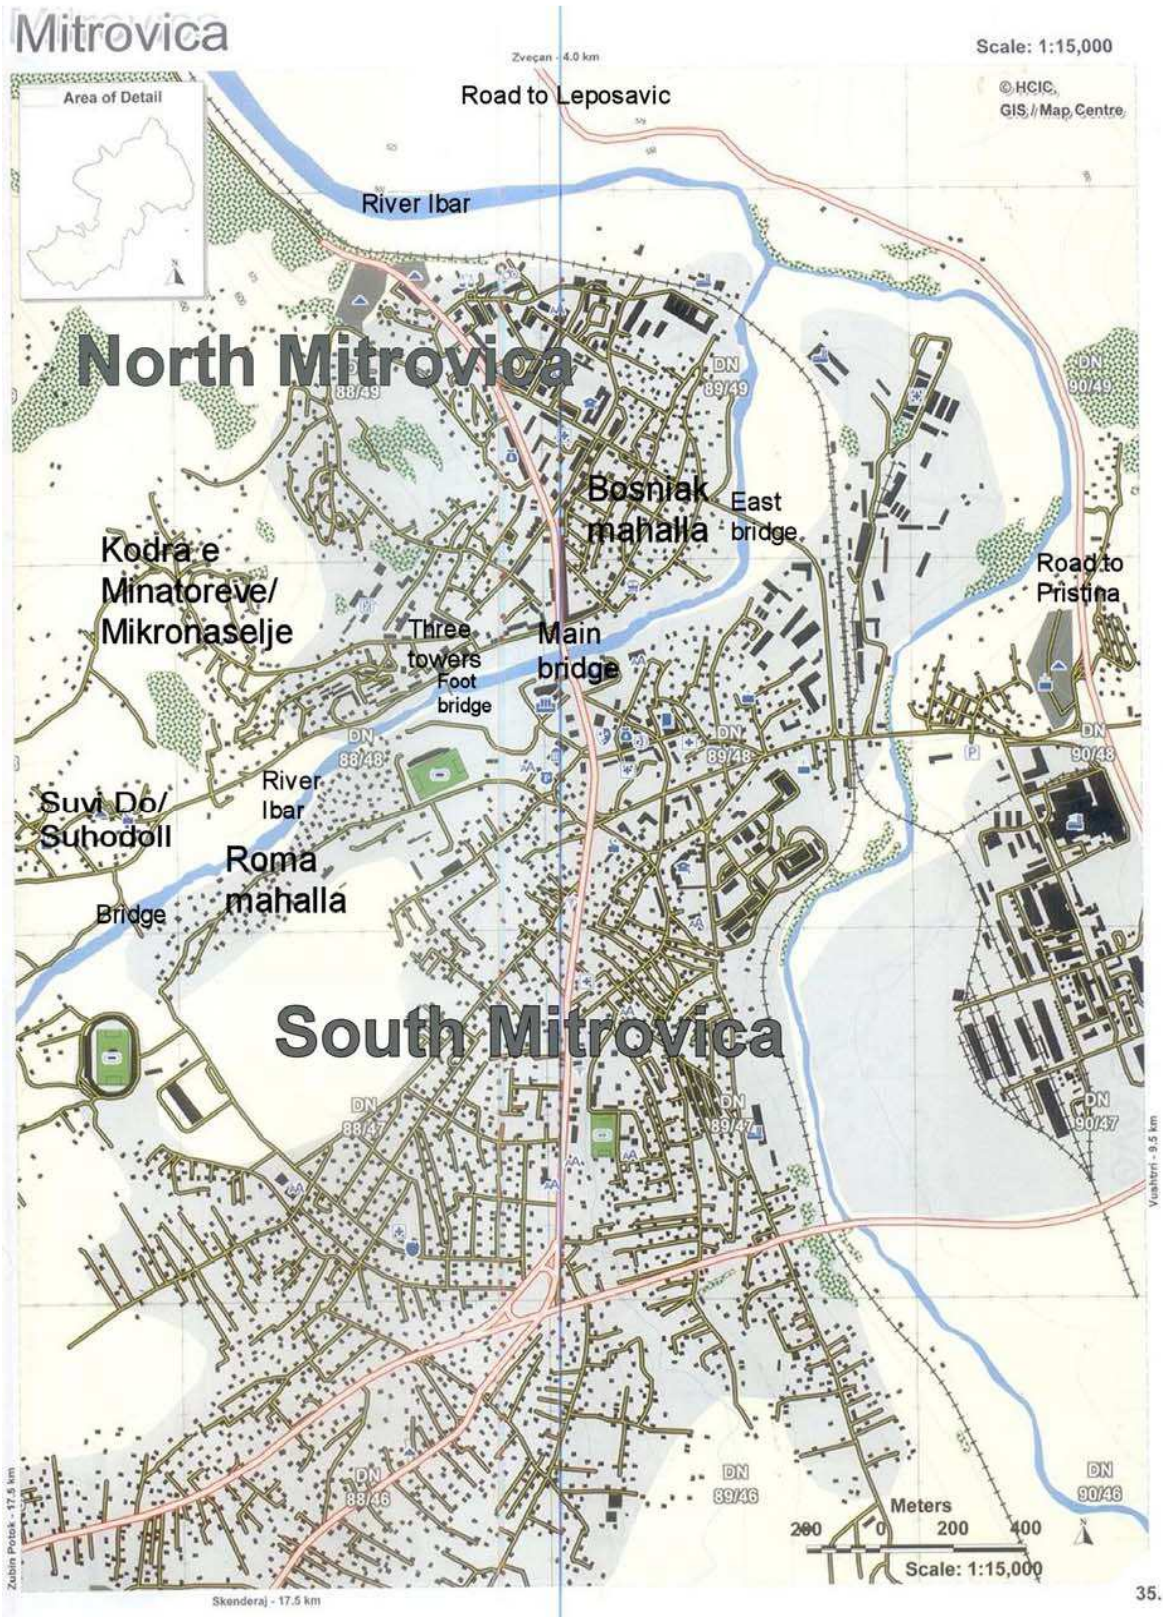 Mitrovica
Scale: 1:15,000
Zveçan - 4.0 km
Area of Detail
N
Road to Leposavic
© HCIC,
GIS / Map Centre
River Ibar
North Mitrovica
88/49
DN
89/49
DN
90/49
Bosniak
mahalla
East
bridge
Kodra e
Minatoreve/
Mikronaselje
Road to
Pristina
Three
towers
Main
bridge
Foot
bridge
DN
88/48
DN
89/48
DN
90/48
P
River
Ibar
Suvi Do/
Suhodoll
Roma
mahalla
Bridge
South Mitrovica
DN
88/47
DN
89/47
DN
90/47
Vushtrri - 9.5 km
DN
88/46
DN
89/46
DN
90/46
Zubin Potok - 17.5 km
Meters
200 0 200 400
N
Scale: 1:15,000
Skenderaj - 17.5 km
35.